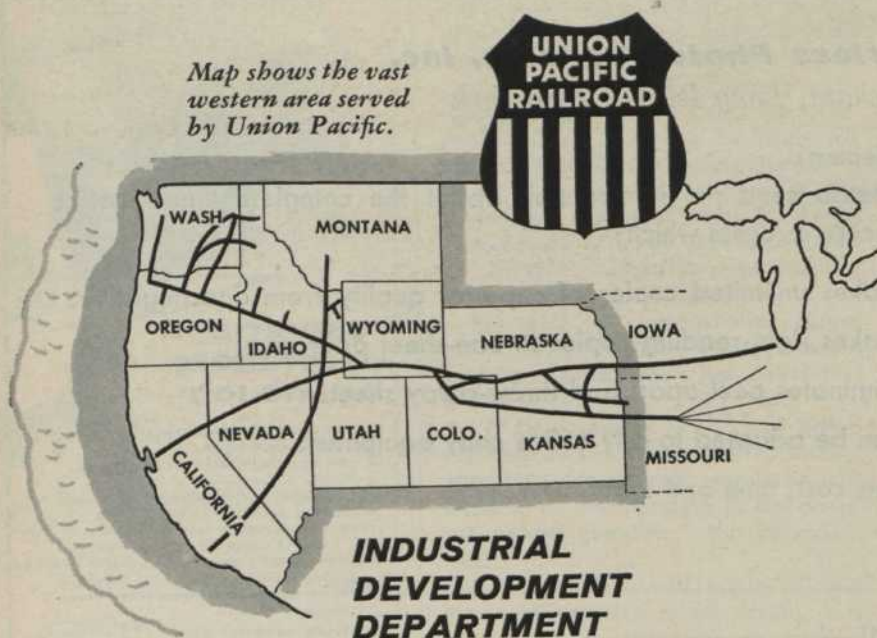 Map shows the vast
western area served
by Union Pacific.
UNION
PACIFIC
RAILROAD
WASH.
MONTANA
OREGON
IDAHO
WYOMING
NEBRASKA
IOWA
NEVADA
UTAH
COLO.
KANSAS
MISSOURI
CALIFORNIA
INDUSTRIAL
DEVELOPMENT
DEPARTMENT